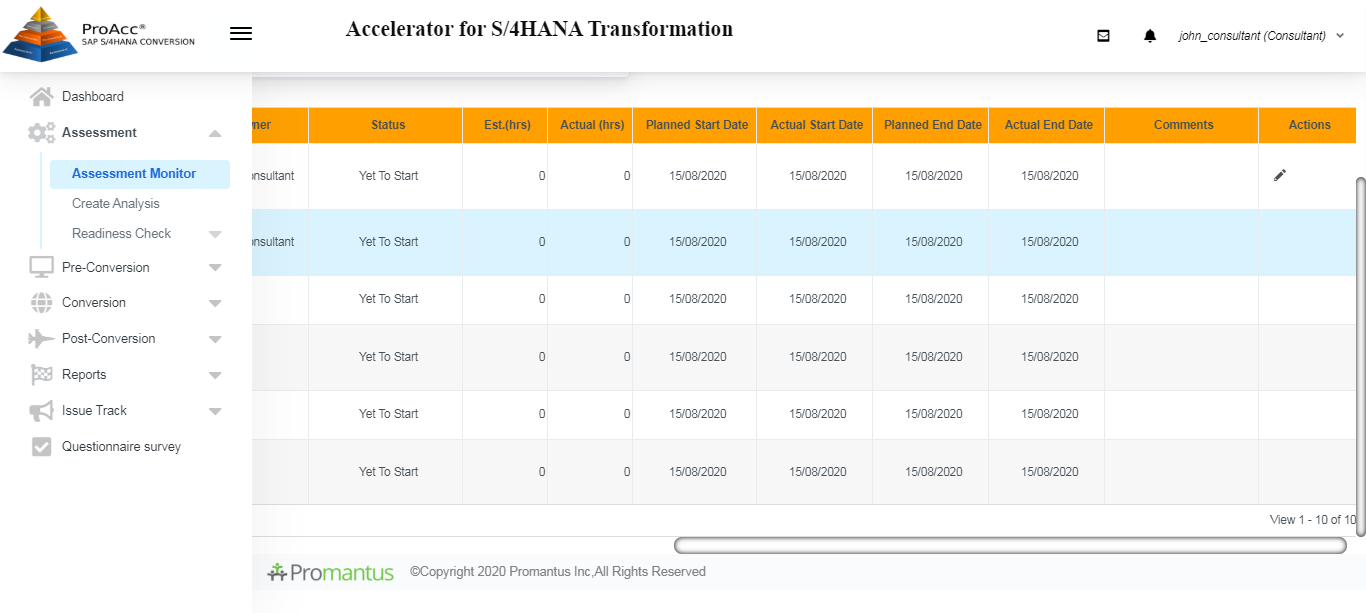 ProAcc®
SAP S/4HANA CONVERSION
Accelerator for S/4HANA Transformation
john_consultant (Consultant)
Dashboard
Assessment
Assessment Monitor
Create Analysis
Readiness Check
Pre-Conversion
Conversion
Post-Conversion
Reports
Issue Track
Questionnaire survey
Status Est.(hrs) Actual (hrs) Planned Start Date Actual Start Date Planned End Date Actual End Date Comments Actions
Yet To Start 0 0 15/08/2020 15/08/2020 15/08/2020 15/08/2020
Yet To Start 0 0 15/08/2020 15/08/2020 15/08/2020 15/08/2020
Yet To Start 0 0 15/08/2020 15/08/2020 15/08/2020 15/08/2020
Yet To Start 0 0 15/08/2020 15/08/2020 15/08/2020 15/08/2020
Yet To Start 0 0 15/08/2020 15/08/2020 15/08/2020 15/08/2020
Yet To Start 0 0 15/08/2020 15/08/2020 15/08/2020 15/08/2020
View 1 - 10 of 10
Promantus ©Copyright 2020 Promantus Inc,All Rights Reserved